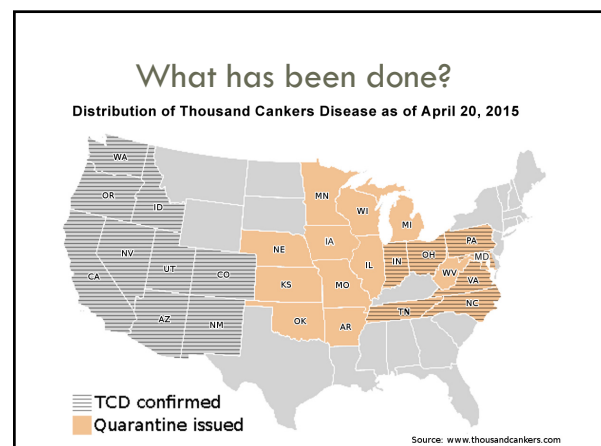 What has been done?
Distribution of Thousand Cankers Disease as of April 20, 2015
WA
OR
ID
MN
WI
MI
NV
UT
CO
CA
AZ
NM
NE
IA
IL
IN
OH
PA
MD
WV
VA
KS
MO
OK
AR
TN
NC
TCD confirmed
Quarantine issued
Source: www.thousandcankers.com